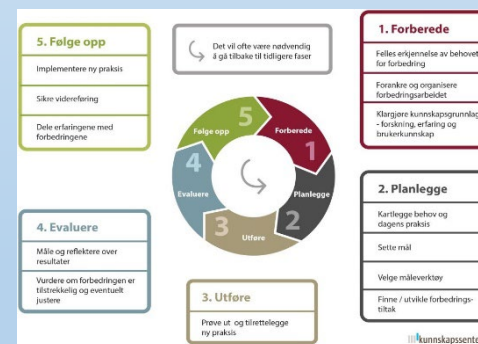 5. Følge opp
Implementere ny praksis
Sikre videreføring
Dele erfaringene med
forbedringene
Det vil ofte være nødvendig
å gå tilbake til tidligere faser
1. Forberede
Felles erkjennelse av behovet
for forbedring
Forankre og organisere
forbedringsarbeidet
Klargjøre kunnskapsgrunnlag
- forskning, erfaring og
brukerkunnskap
5
Følge opp
Forberede
1
4
Evaluere
Planlegge
3
2
Utføre
4. Evaluere
Måle og reflektere over
resultater
Vurdere om forbedringen er
tilstrekkelig og eventuelt
justere
3. Utføre
Prøve ut og tilrettelegge
ny praksis
2. Planlegge
Kartlegge behov og
dagens praksis
Sette mål
Velge måleverktøy
Finne / utvikle forbedrings-
tiltak
kunnskapssente